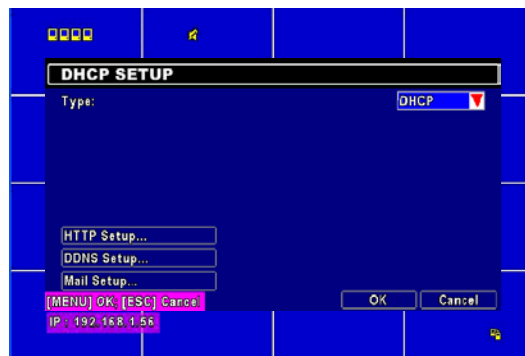 DHCP SETUP
Type: DHCP
HTTP Setup...
DDNS Setup...
Mail Setup...
[MENU] OK, [ESC] Cancel
OK Cancel
IP : 192.168.1.56